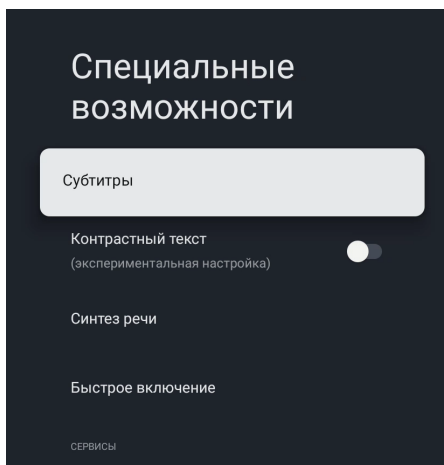 Специальные
возможности
Субтитры
Контрастный текст
(экспериментальная настройка)
Синтез речи
Быстрое включение
СЕРВИСЫ